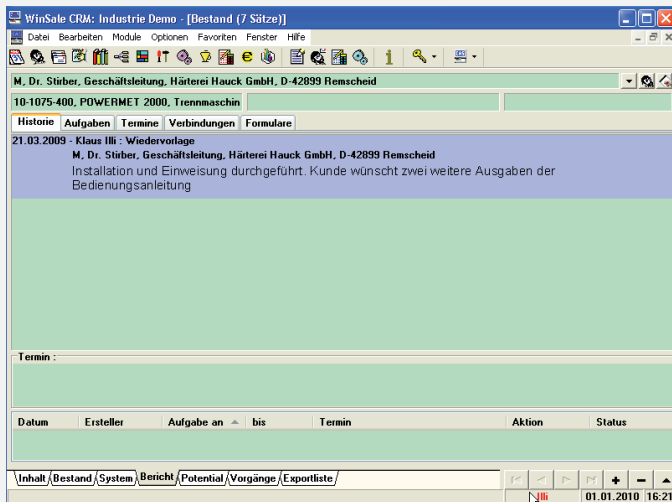 WinSale CRM: Industrie Demo - [Bestand (7 Sätze)]
Datei Bearbeiten Module Optionen Favoriten Fenster Hilfe
M, Dr. Stirber, Geschäftsleitung, Härterei Hauck GmbH, D-42899 Remscheid
10-1075-400, POWERMET 2000, Trennmaschin
Historie Aufgaben Termine Verbindungen Formulare
21.03.2009 - Klaus Illi : Wiedervorlage
M, Dr. Stirber, Geschäftsleitung, Härterei Hauck GmbH, D-42899 Remscheid
Installation und Einweisung durchgeführt. Kunde wünscht zwei weitere Ausgaben der
Bedienungsanleitung
Termin :
Datum Ersteller Aufgabe an bis Termin Aktion Status
Inhalt Bestand System Bericht Potential Vorgänge Exportliste
Illi 01.01.2010 16:21